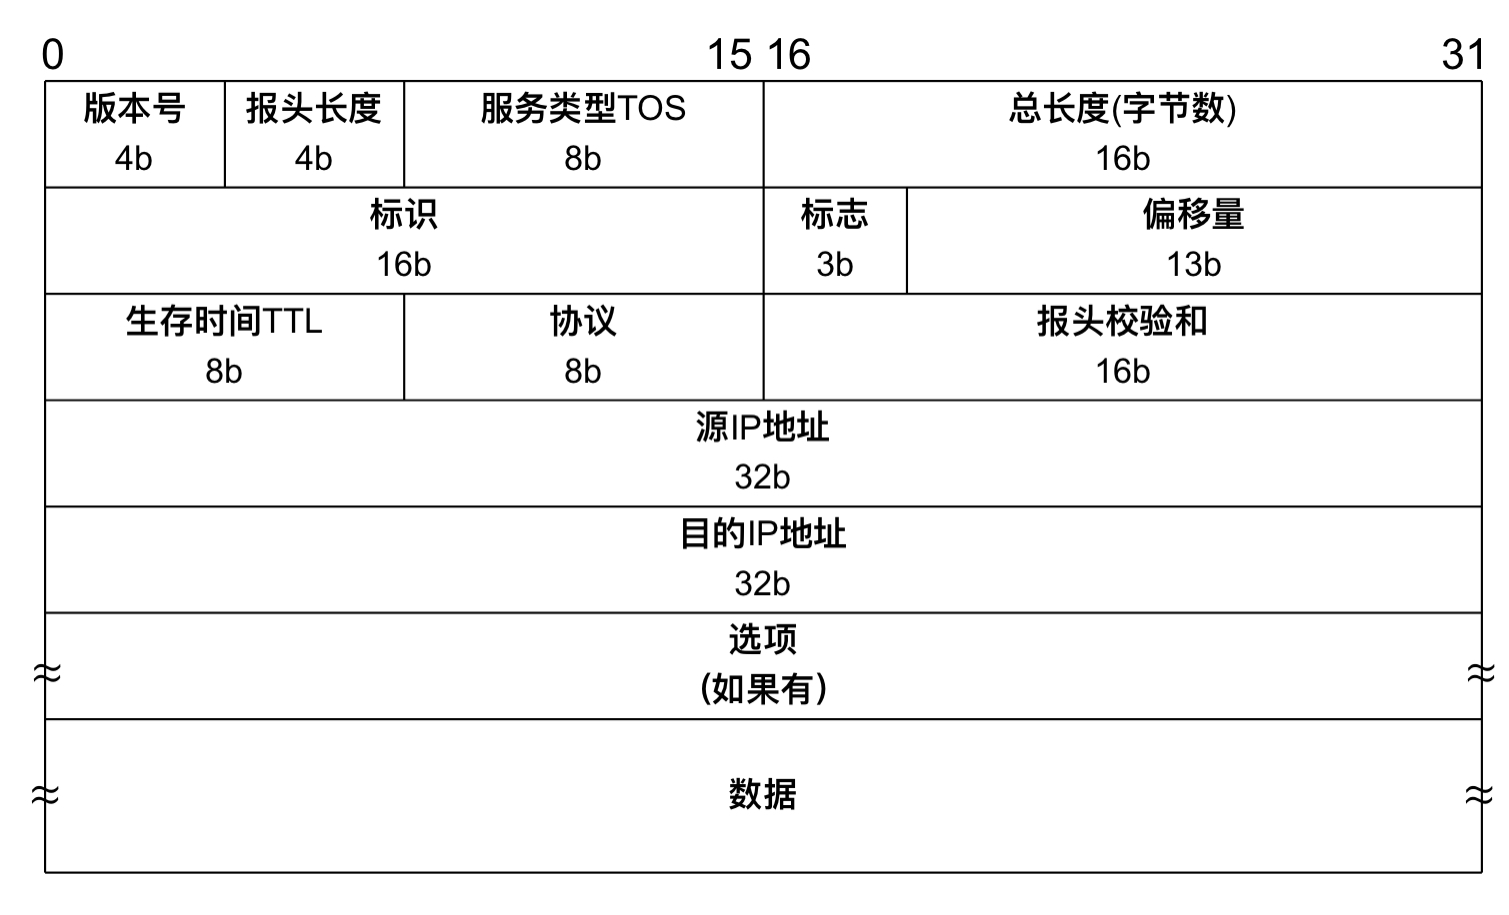 0 15 16 31
版本号 报头长度 服务类型TOS 总长度(字节数)
4b 4b 8b 16b
标识 标志 偏移量
16b 3b 13b
生存时间TTL 协议 报头校验和
8b 8b 16b
源IP地址
32b
目的IP地址
32b
选项
(如果有)
数据